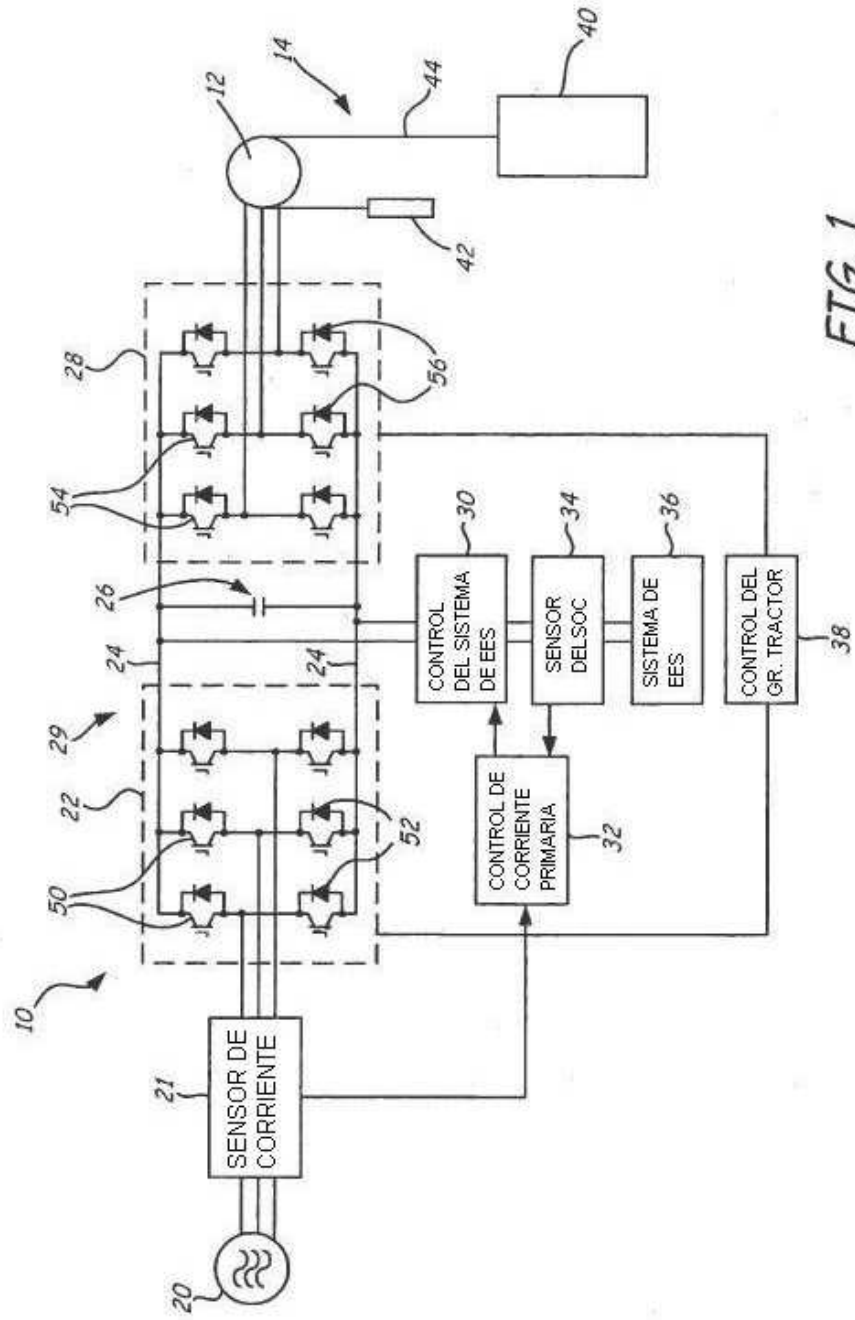 10
12
14
20
21
SENSOR DE
CORRIENTE
22
50
52
29
24
24
26
28
54
56
42
44
40
30
CONTROL
DEL SISTEMA
DE EES
34
SENSOR
DELSOC
36
SISTEMA DE
EES
CONTROL DE
CORRIENTE
PRIMARIA
32
CONTROL DEL
GR. TRACTOR
38
FIG. 1